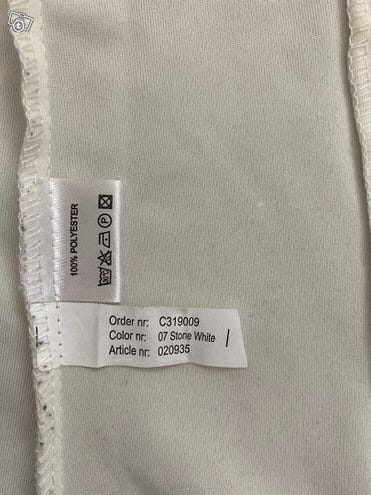 100% POLYESTER
P
Order nr: C319009
Color nr: 07 Stone White
Article nr: 020935